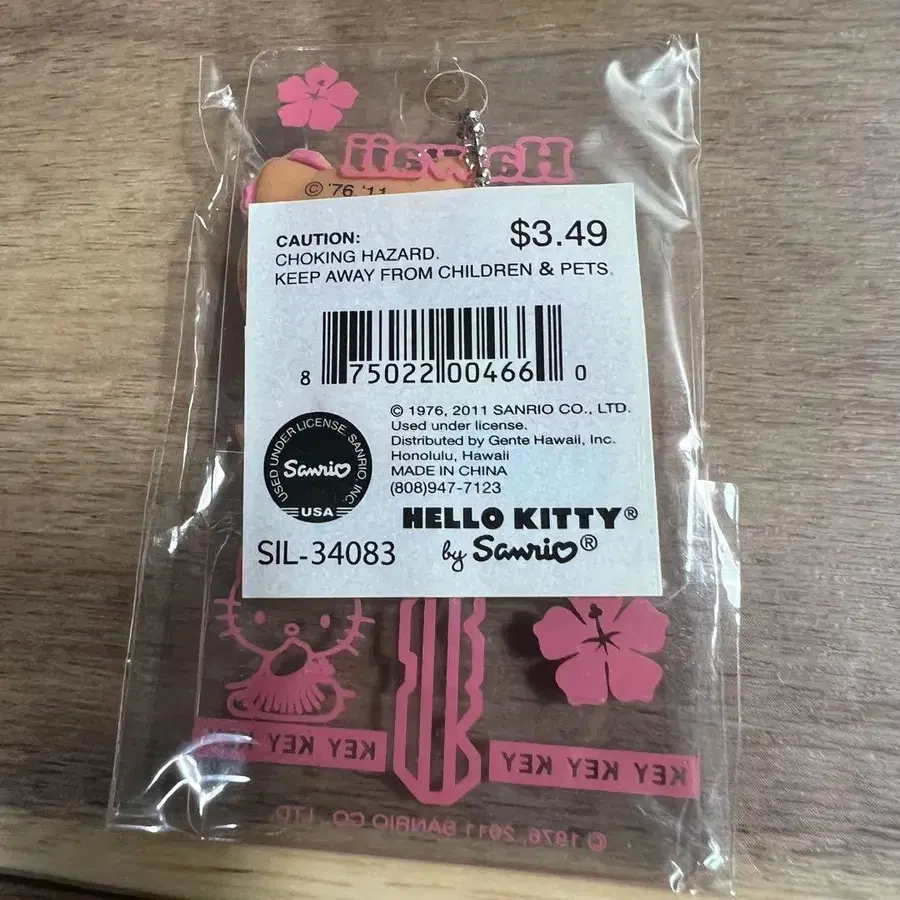 Hawaii
© '76, '11
CAUTION:
$3.49
CHOKING HAZARD.
KEEP AWAY FROM CHILDREN & PETS.
8 75022 00466 0
© 1976, 2011 SANRIO CO., LTD.
Used under license.
Distributed by Gente Hawaii, Inc.
Honolulu, Hawaii
MADE IN CHINA
(808)947-7123
USED UNDER LICENSE, SANRIO, INC.
Sanrio
USA
HELLO KITTY®
by Sanrio®
SIL-34083
KEY KEY KEY KEY KEY KEY
© 1976, 2011 SANRIO CO., LTD.